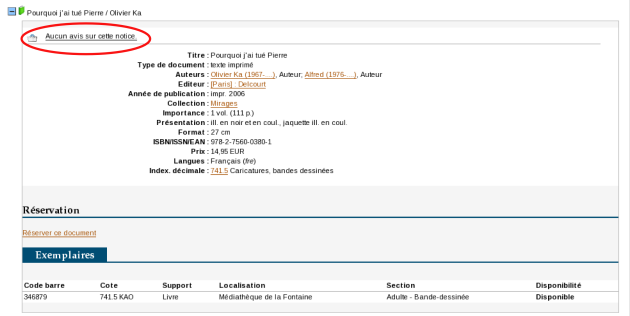 Pourquoi j'ai tué Pierre / Olivier Ka
Aucun avis sur cette notice.
Titre : Pourquoi j'ai tué Pierre
Type de document : texte imprimé
Auteurs : Olivier Ka (1967-....), Auteur; Alfred (1976-....), Auteur
Editeur : [Paris] : Delcourt
Année de publication : impr. 2006
Collection : Mirages
Importance : 1 vol. (111 p.)
Présentation : ill. en noir et en coul., jaquette ill. en coul.
Format : 27 cm
ISBN/ISSN/EAN : 978-2-7560-0380-1
Prix : 14,95 EUR
Langues : Français (fre)
Index. décimale : 741.5 Caricatures, bandes dessinées
Réservation
Réserver ce document
Exemplaires
Code barre Cote Support Localisation Section Disponibilité
346879 741.5 KAO Livre Médiathèque de la Fontaine Adulte - Bande-dessinée Disponible